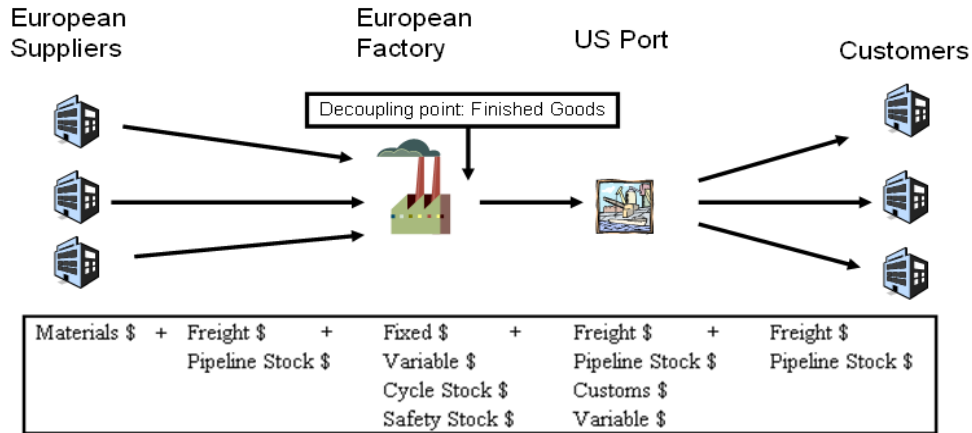 European
Suppliers
European
Factory
US Port
Customers
Decoupling point: Finished Goods
Materials $ + Freight $ + Fixed $ + Freight $ + Freight $
Pipeline Stock $ Variable $ Pipeline Stock $ Pipeline Stock $
Cycle Stock $ Customs $
Safety Stock $ Variable $